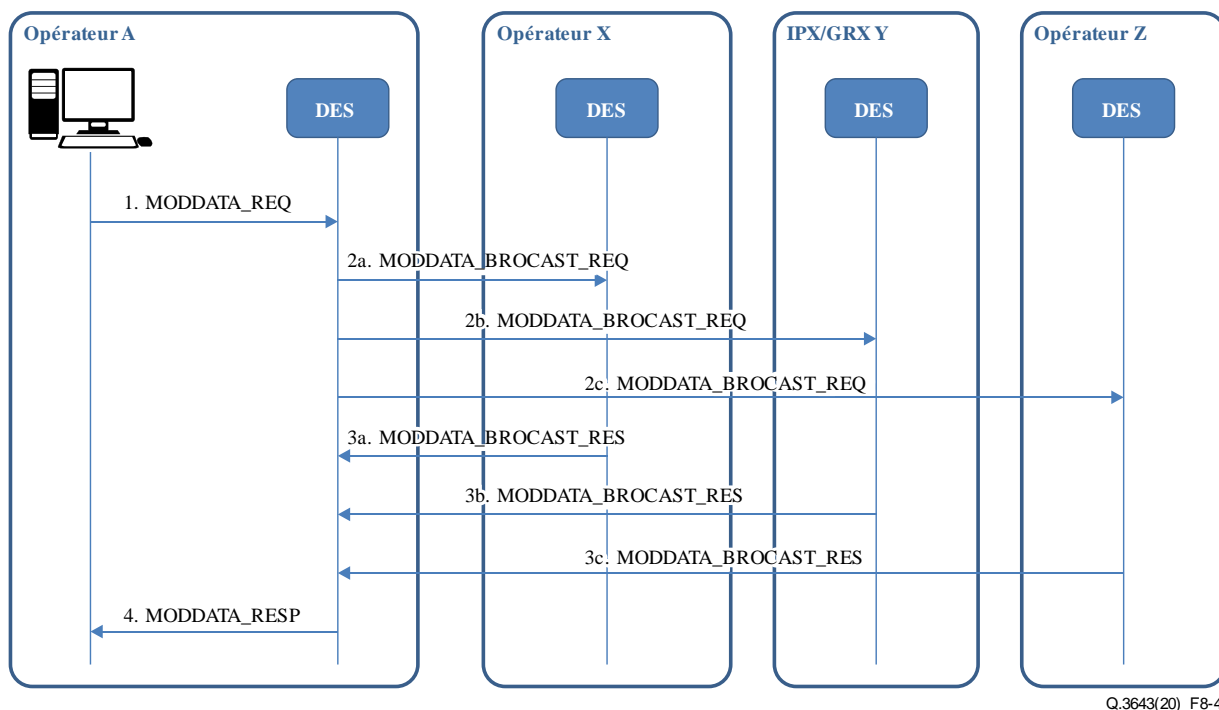 Opérateur A
Opérateur X
IPX/GRX Y
Opérateur Z
DES
DES
DES
DES
1. MODDATA_REQ
2a. MODDATA_BROCAST_REQ
2b. MODDATA_BROCAST_REQ
2c. MODDATA_BROCAST_REQ
3a. MODDATA_BROCAST_RES
3b. MODDATA_BROCAST_RES
3c. MODDATA_BROCAST_RES
4. MODDATA_RESP
Q.3643(20)_F8-4